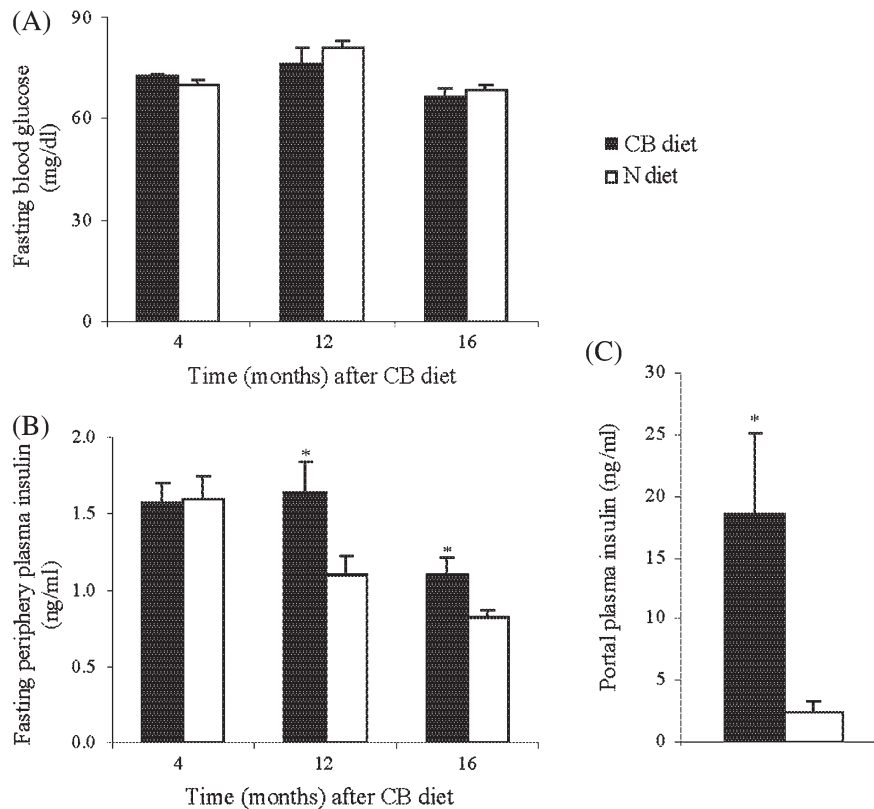 (A)
Fasting blood glucose
(mg/dl)
90
60
30
0
4
12
16
Time (months) after CB diet
CB diet
N diet
(B)
Fasting periphery plasma insulin
(ng/ml)
2.0
1.5
1.0
0.5
0.0
*
*
4
12
16
Time (months) after CB diet
(C)
Portal plasma insulin (ng/ml)
30
25
20
15
10
5
0
*